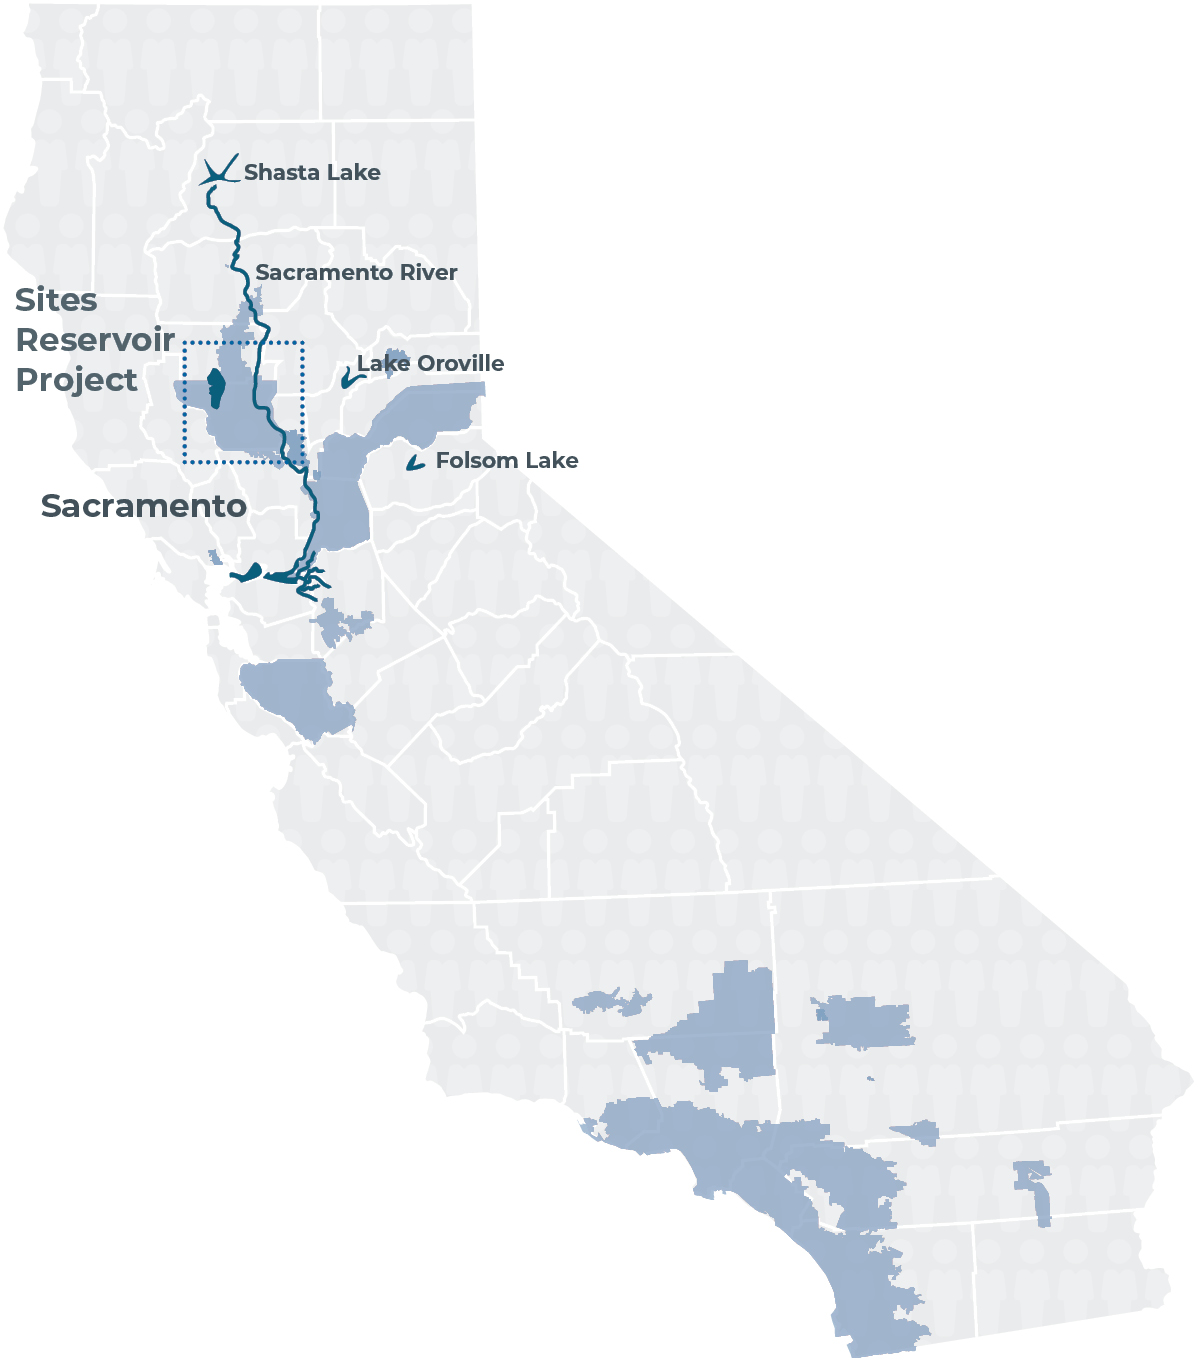 Shasta Lake
Sacramento River
Sites
Reservoir
Project
Lake Oroville
Folsom Lake
Sacramento